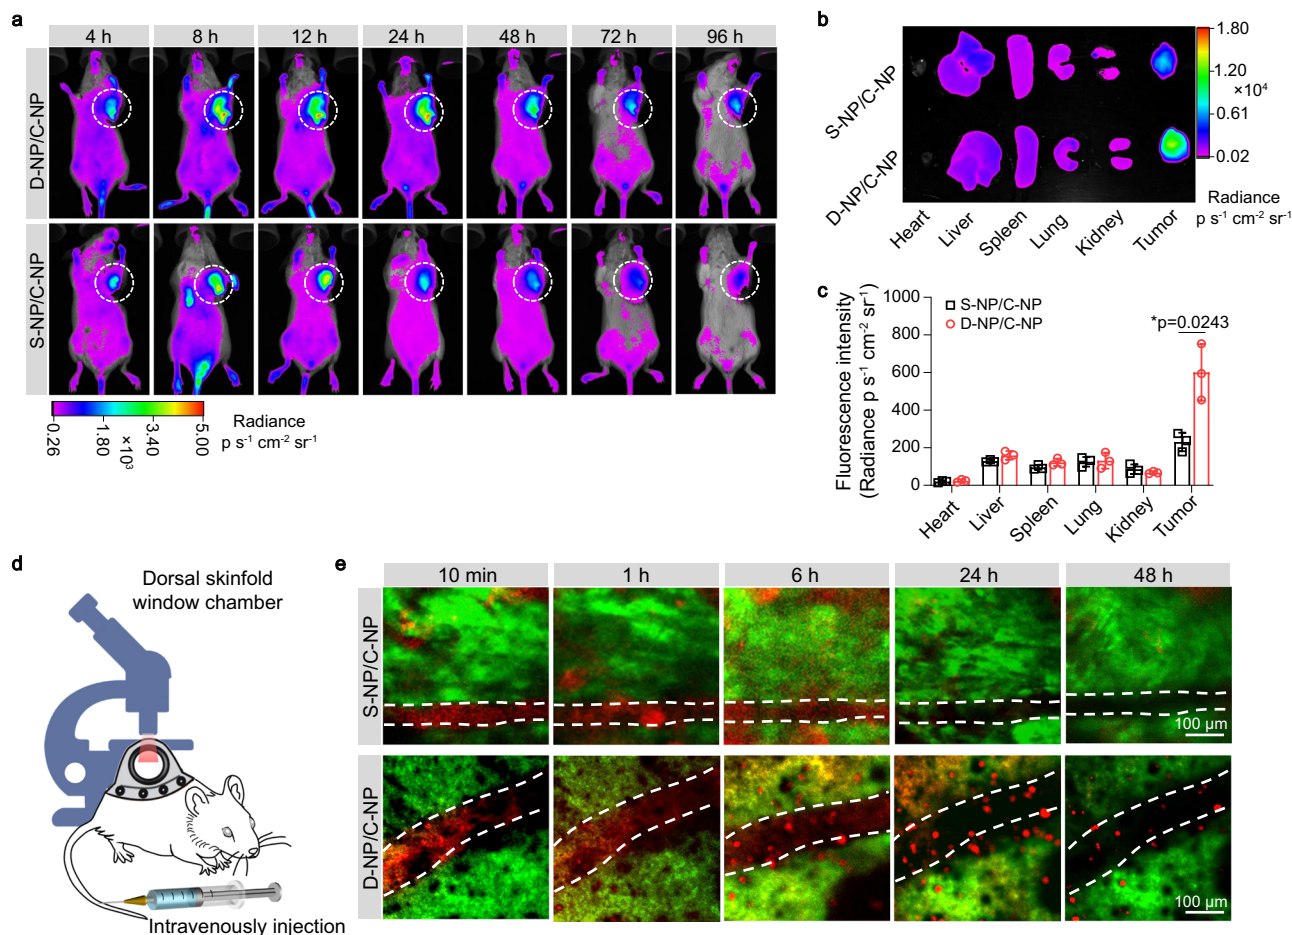 a
4 h 8 h 12 h 24 h 48 h 72 h 96 h
D-NP/C-NP
S-NP/C-NP
0.26 1.80 3.40 5.00
×10³
Radiance
p s⁻¹ cm⁻² sr⁻¹
b
S-NP/C-NP
D-NP/C-NP
Heart Liver Spleen Lung Kidney Tumor
1.80
1.20
×10⁴
0.61
0.02
Radiance
p s⁻¹ cm⁻² sr⁻¹
c
Fluorescence intensity
(Radiance p s⁻¹ cm⁻² sr⁻¹)
1000
800
600
400
200
0
S-NP/C-NP
D-NP/C-NP
*p=0.0243
Heart Liver Spleen Lung Kidney Tumor
d
Dorsal skinfold
window chamber
Intravenously injection
e
10 min 1 h 6 h 24 h 48 h
S-NP/C-NP
100 µm
D-NP/C-NP
100 µm